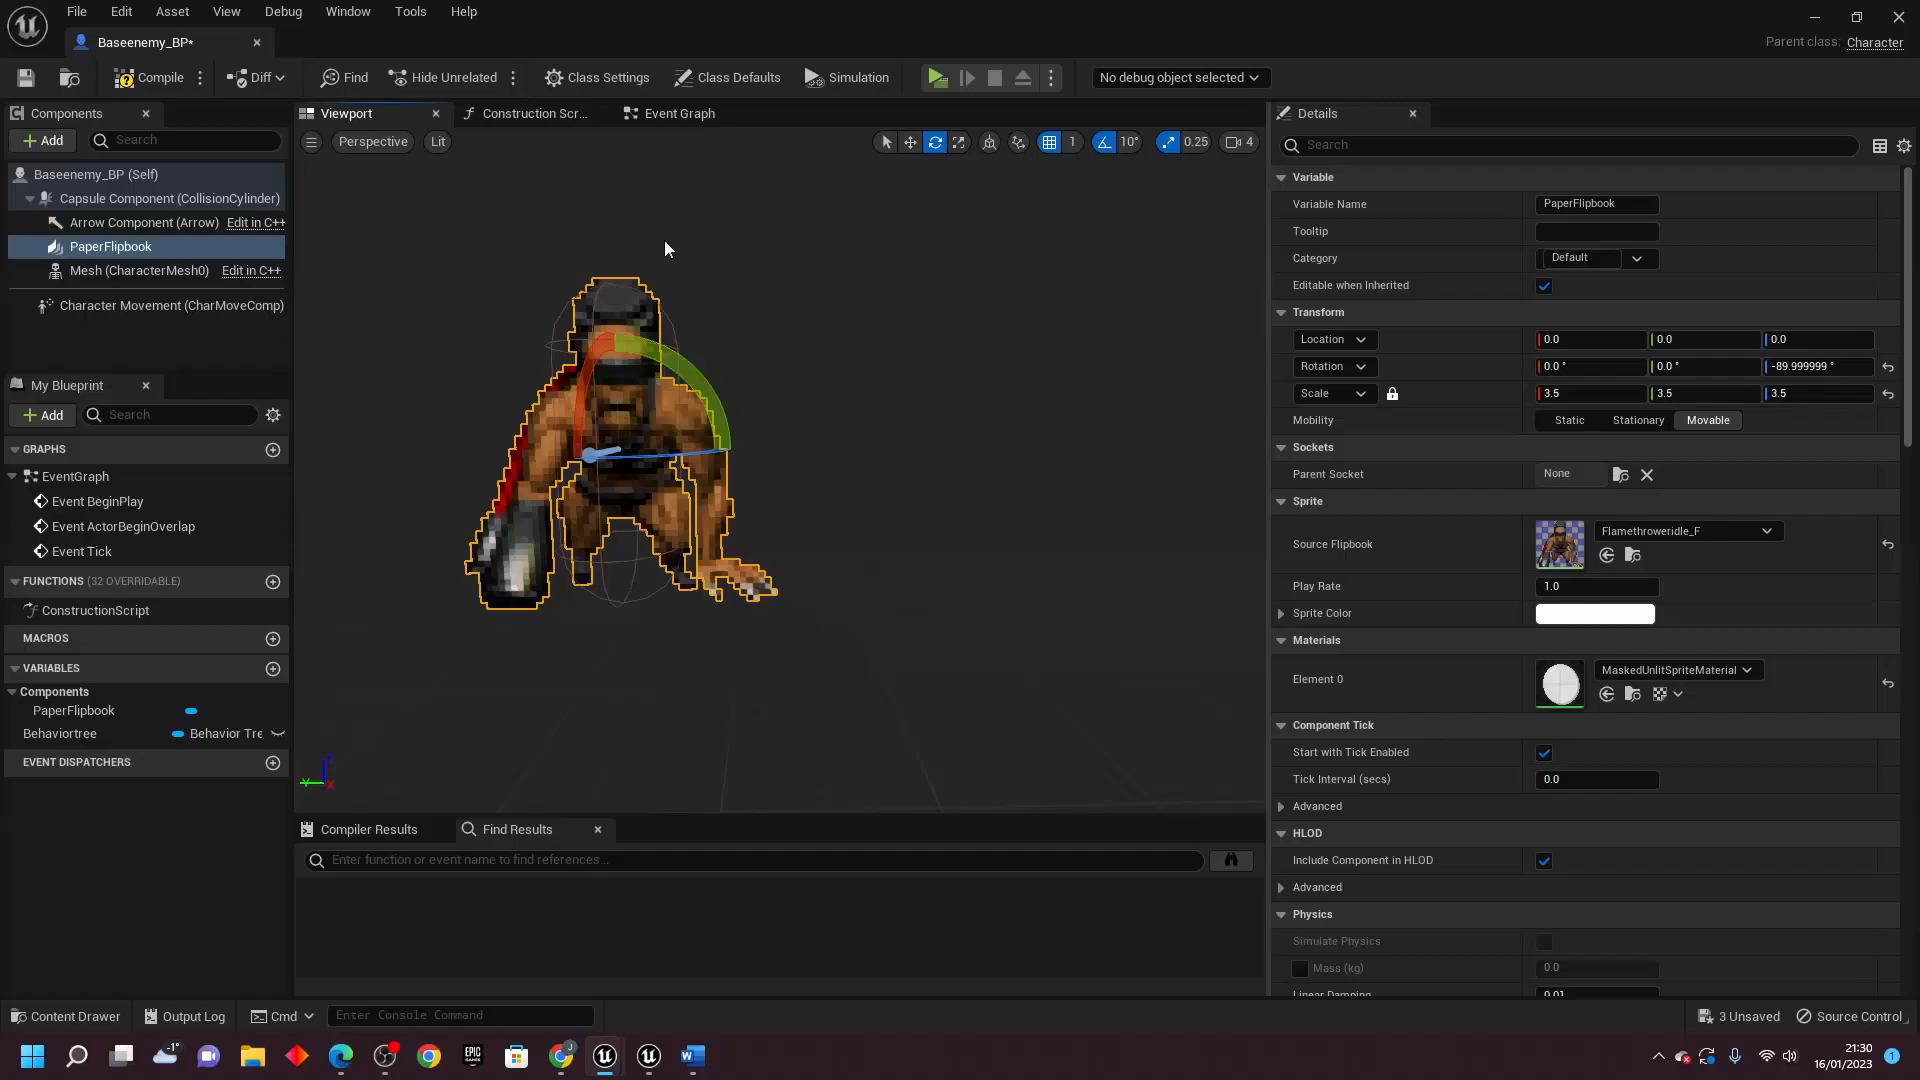 File Edit Asset View Debug Window Tools Help
Baseenemy_BP*
Parent class: Character
Compile Diff Find Hide Unrelated Class Settings Class Defaults Simulation No debug object selected
Components
Add Search
Baseenemy_BP (Self)
Capsule Component (CollisionCylinder)
Arrow Component (Arrow) Edit in C++
PaperFlipbook
Mesh (CharacterMesh0) Edit in C++
Character Movement (CharMoveComp)
My Blueprint
Add Search
GRAPHS
EventGraph
Event BeginPlay
Event ActorBeginOverlap
Event Tick
FUNCTIONS (32 OVERRIDABLE)
ConstructionScript
MACROS
VARIABLES
Components
PaperFlipbook
Behaviortree Behavior Tre
EVENT DISPATCHERS
Viewport Construction Scr... Event Graph
Perspective Lit 1 10° 0.25 4
Z
Y X
Compiler Results Find Results
Enter function or event name to find references...
Details
Search
Variable
Variable Name PaperFlipbook
Tooltip
Category Default
Editable when Inherited
Transform
Location 0.0 0.0 0.0
Rotation 0.0 ° 0.0 ° -89.999999 °
Scale 3.5 3.5 3.5
Mobility Static Stationary Movable
Sockets
Parent Socket None
Sprite
Source Flipbook Flamethroweridle_F
Play Rate 1.0
Sprite Color
Materials
Element 0 MaskedUnlitSpriteMaterial
Component Tick
Start with Tick Enabled
Tick Interval (secs) 0.0
Advanced
HLOD
Include Component in HLOD
Advanced
Physics
Simulate Physics
Mass (kg) 0.0
Linear Damping 0.01
Content Drawer Output Log Cmd Enter Console Command 3 Unsaved Source Control
-1°
EPIC GAMES
J
21:30
16/01/2023
1